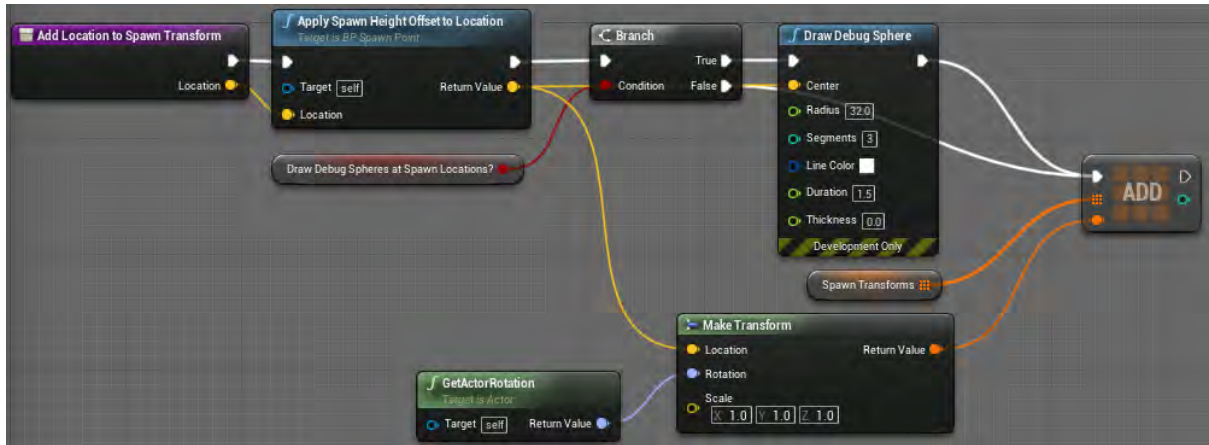 Add Location to Spawn Transform
Location
Apply Spawn Height Offset to Location
Target is BP Spawn Point
Target self
Return Value
Location
Draw Debug Spheres at Spawn Locations?
Branch
True
Condition
False
Draw Debug Sphere
Center
Radius 32.0
Segments 3
Line Color
Duration 1.5
Thickness 0.0
Development Only
ADD
Spawn Transforms
Make Transform
Location
Return Value
Rotation
Scale
X 1.0 Y 1.0 Z 1.0
GetActorRotation
Target is Actor
Target self
Return Value